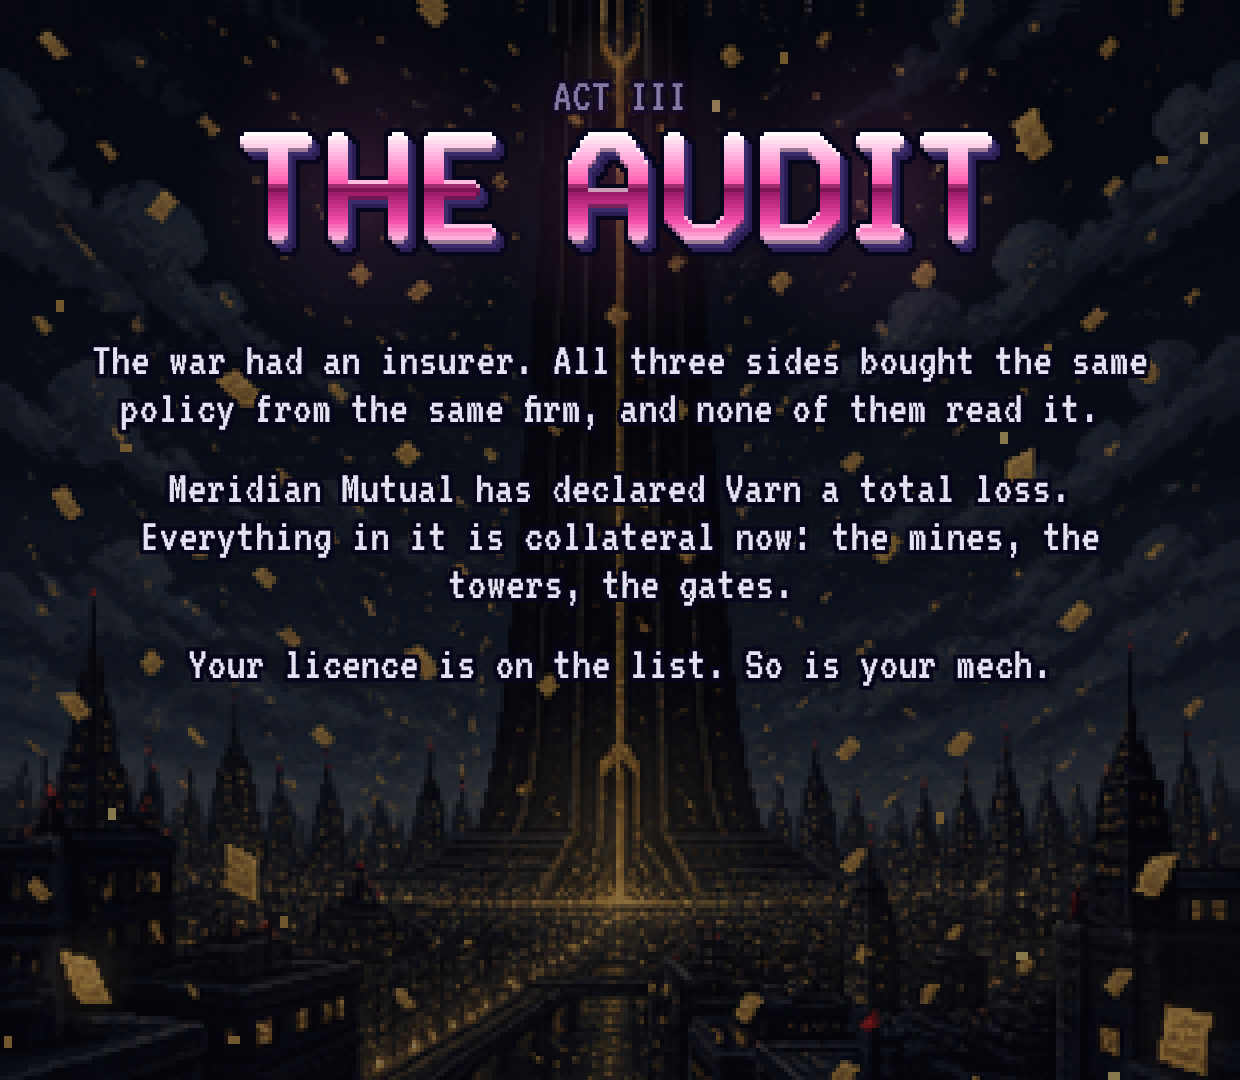 ACT III
THE AUDIT
The war had an insurer. All three sides bought the same
policy from the same firm, and none of them read it.
Meridian Mutual has declared Varn a total loss.
Everything in it is collateral now: the mines, the
towers, the gates.
Your licence is on the list. So is your mech.